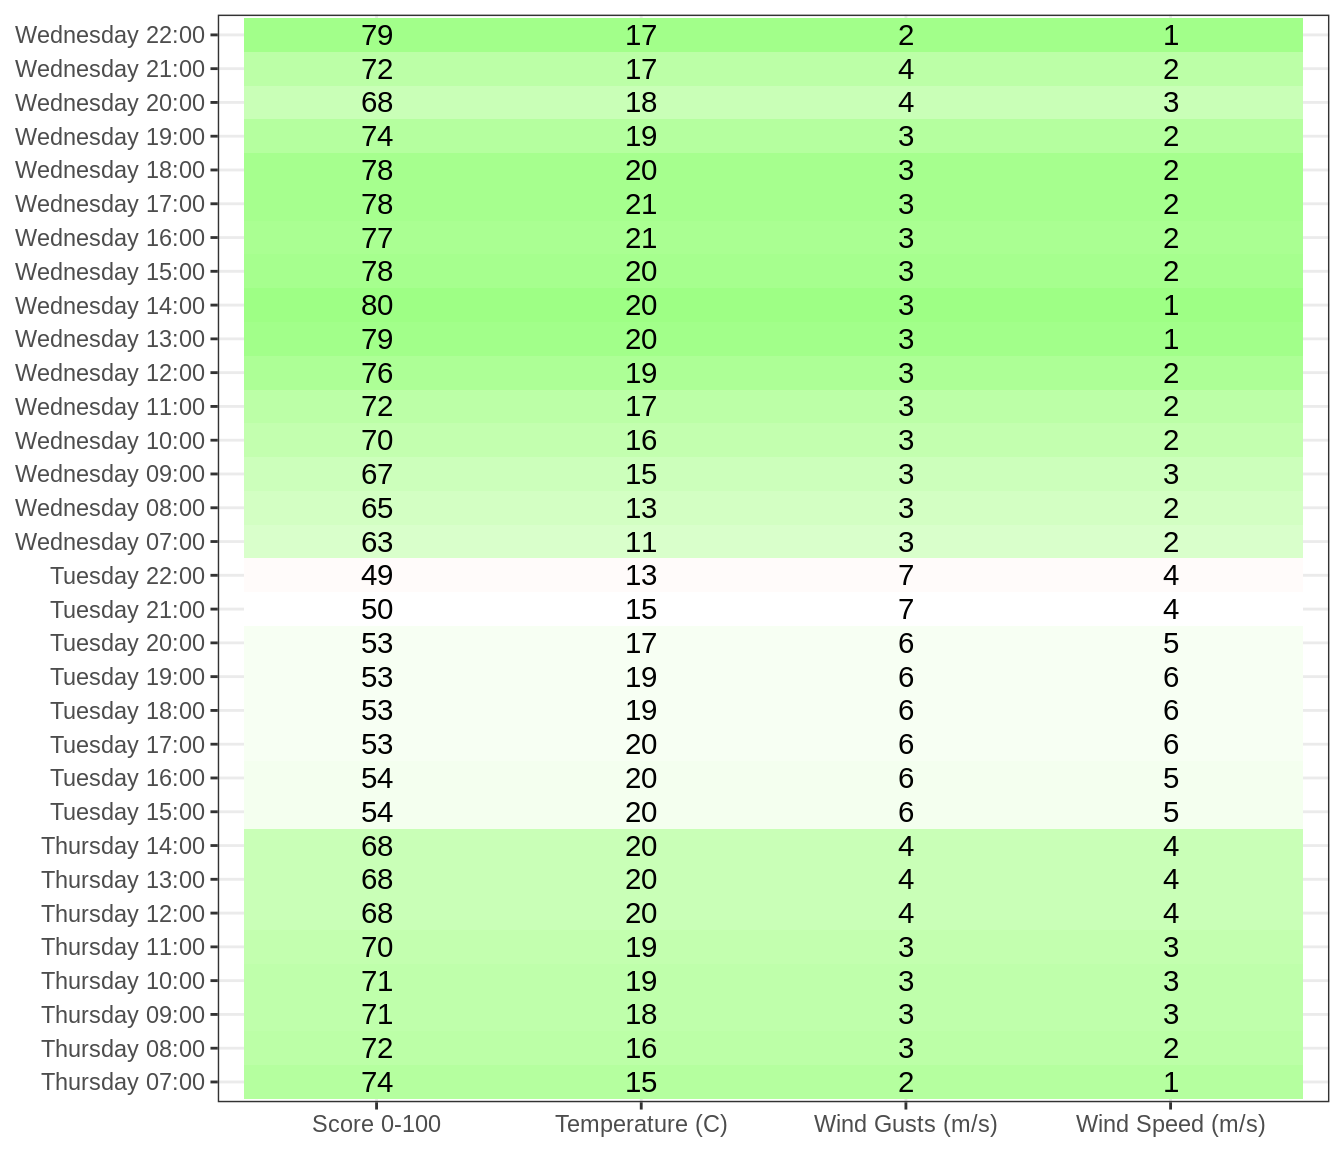 Wednesday 22:00 79 17 2 1
Wednesday 21:00 72 17 4 2
Wednesday 20:00 68 18 4 3
Wednesday 19:00 74 19 3 2
Wednesday 18:00 78 20 3 2
Wednesday 17:00 78 21 3 2
Wednesday 16:00 77 21 3 2
Wednesday 15:00 78 20 3 2
Wednesday 14:00 80 20 3 1
Wednesday 13:00 79 20 3 1
Wednesday 12:00 76 19 3 2
Wednesday 11:00 72 17 3 2
Wednesday 10:00 70 16 3 2
Wednesday 09:00 67 15 3 3
Wednesday 08:00 65 13 3 2
Wednesday 07:00 63 11 3 2
Tuesday 22:00 49 13 7 4
Tuesday 21:00 50 15 7 4
Tuesday 20:00 53 17 6 5
Tuesday 19:00 53 19 6 6
Tuesday 18:00 53 19 6 6
Tuesday 17:00 53 20 6 6
Tuesday 16:00 54 20 6 5
Tuesday 15:00 54 20 6 5
Thursday 14:00 68 20 4 4
Thursday 13:00 68 20 4 4
Thursday 12:00 68 20 4 4
Thursday 11:00 70 19 3 3
Thursday 10:00 71 19 3 3
Thursday 09:00 71 18 3 3
Thursday 08:00 72 16 3 2
Thursday 07:00 74 15 2 1
Score 0-100 Temperature (C) Wind Gusts (m/s) Wind Speed (m/s)